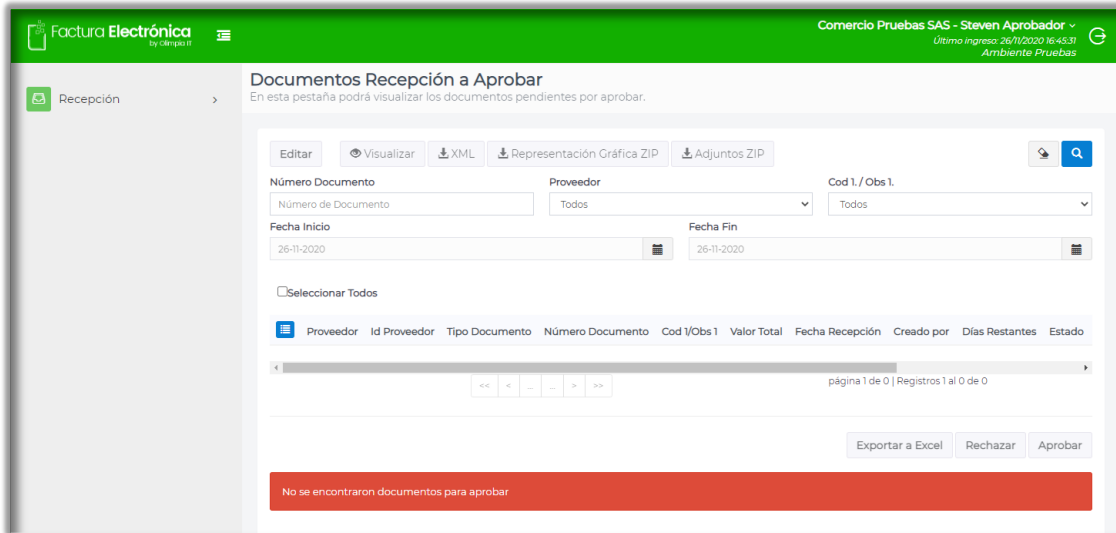 Factura Electrónica
by Olimpia IT
Comercio Pruebas SAS - Steven Aprobador
Último ingreso: 26/11/2020 16:45:31
Ambiente Pruebas
Recepción
Documentos Recepción a Aprobar
En esta pestaña podrá visualizar los documentos pendientes por aprobar.
Editar Visualizar XML Representación Gráfica ZIP Adjuntos ZIP
Número Documento Proveedor Cod 1. / Obs 1.
Número de Documento Todos Todos
Fecha Inicio Fecha Fin
26-11-2020 26-11-2020
Seleccionar Todos
Proveedor Id Proveedor Tipo Documento Número Documento Cod 1/Obs 1 Valor Total Fecha Recepción Creado por Días Restantes Estado
<< < ... ... > >> página 1 de 0 | Registros 1 al 0 de 0
Exportar a Excel Rechazar Aprobar
No se encontraron documentos para aprobar